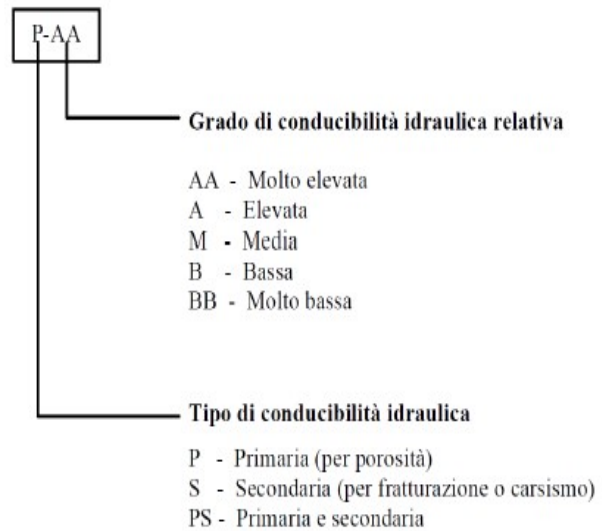 P-AA
Grado di conducibilità idraulica relativa
AA - Molto elevata
A - Elevata
M - Media
B - Bassa
BB - Molto bassa
Tipo di conducibilità idraulica
P - Primaria (per porosità)
S - Secondaria (per fratturazione o carsismo)
PS - Primaria e secondaria